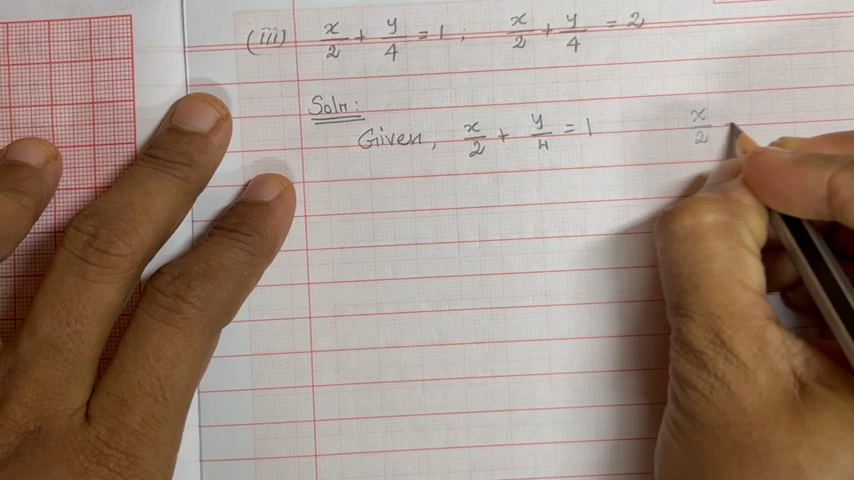 (iii) x/2 + y/4 = 1 ; x/2 + y/4 = 2
Soln:
Given, x/2 + y/4 = 1 x/2